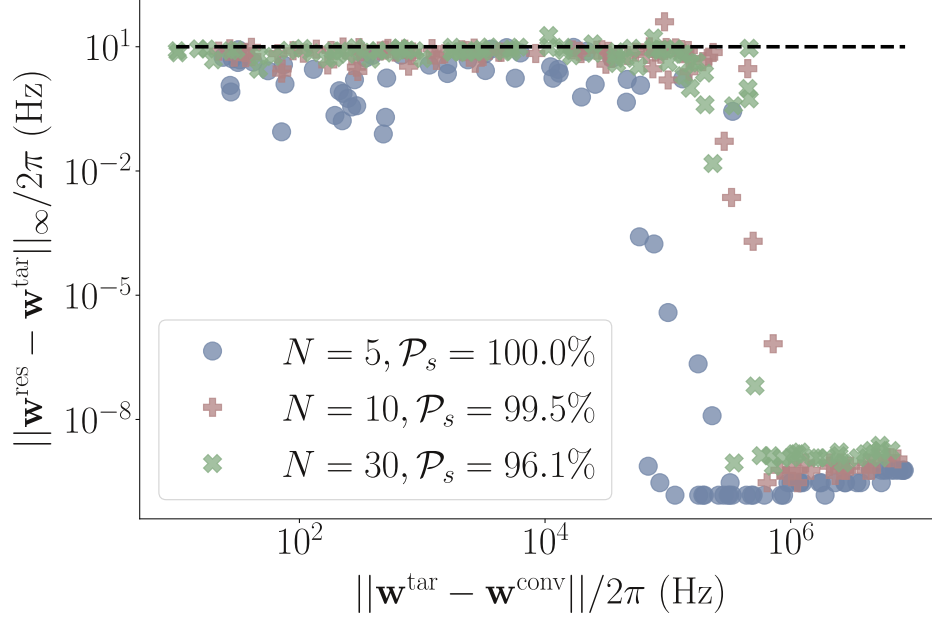 ||w^res − w^tar||_∞/2π (Hz)
10^1
10^−2
10^−5
10^−8
N = 5, 𝒫_s = 100.0%
N = 10, 𝒫_s = 99.5%
N = 30, 𝒫_s = 96.1%
10^2 10^4 10^6
||w^tar − w^conv||/2π (Hz)